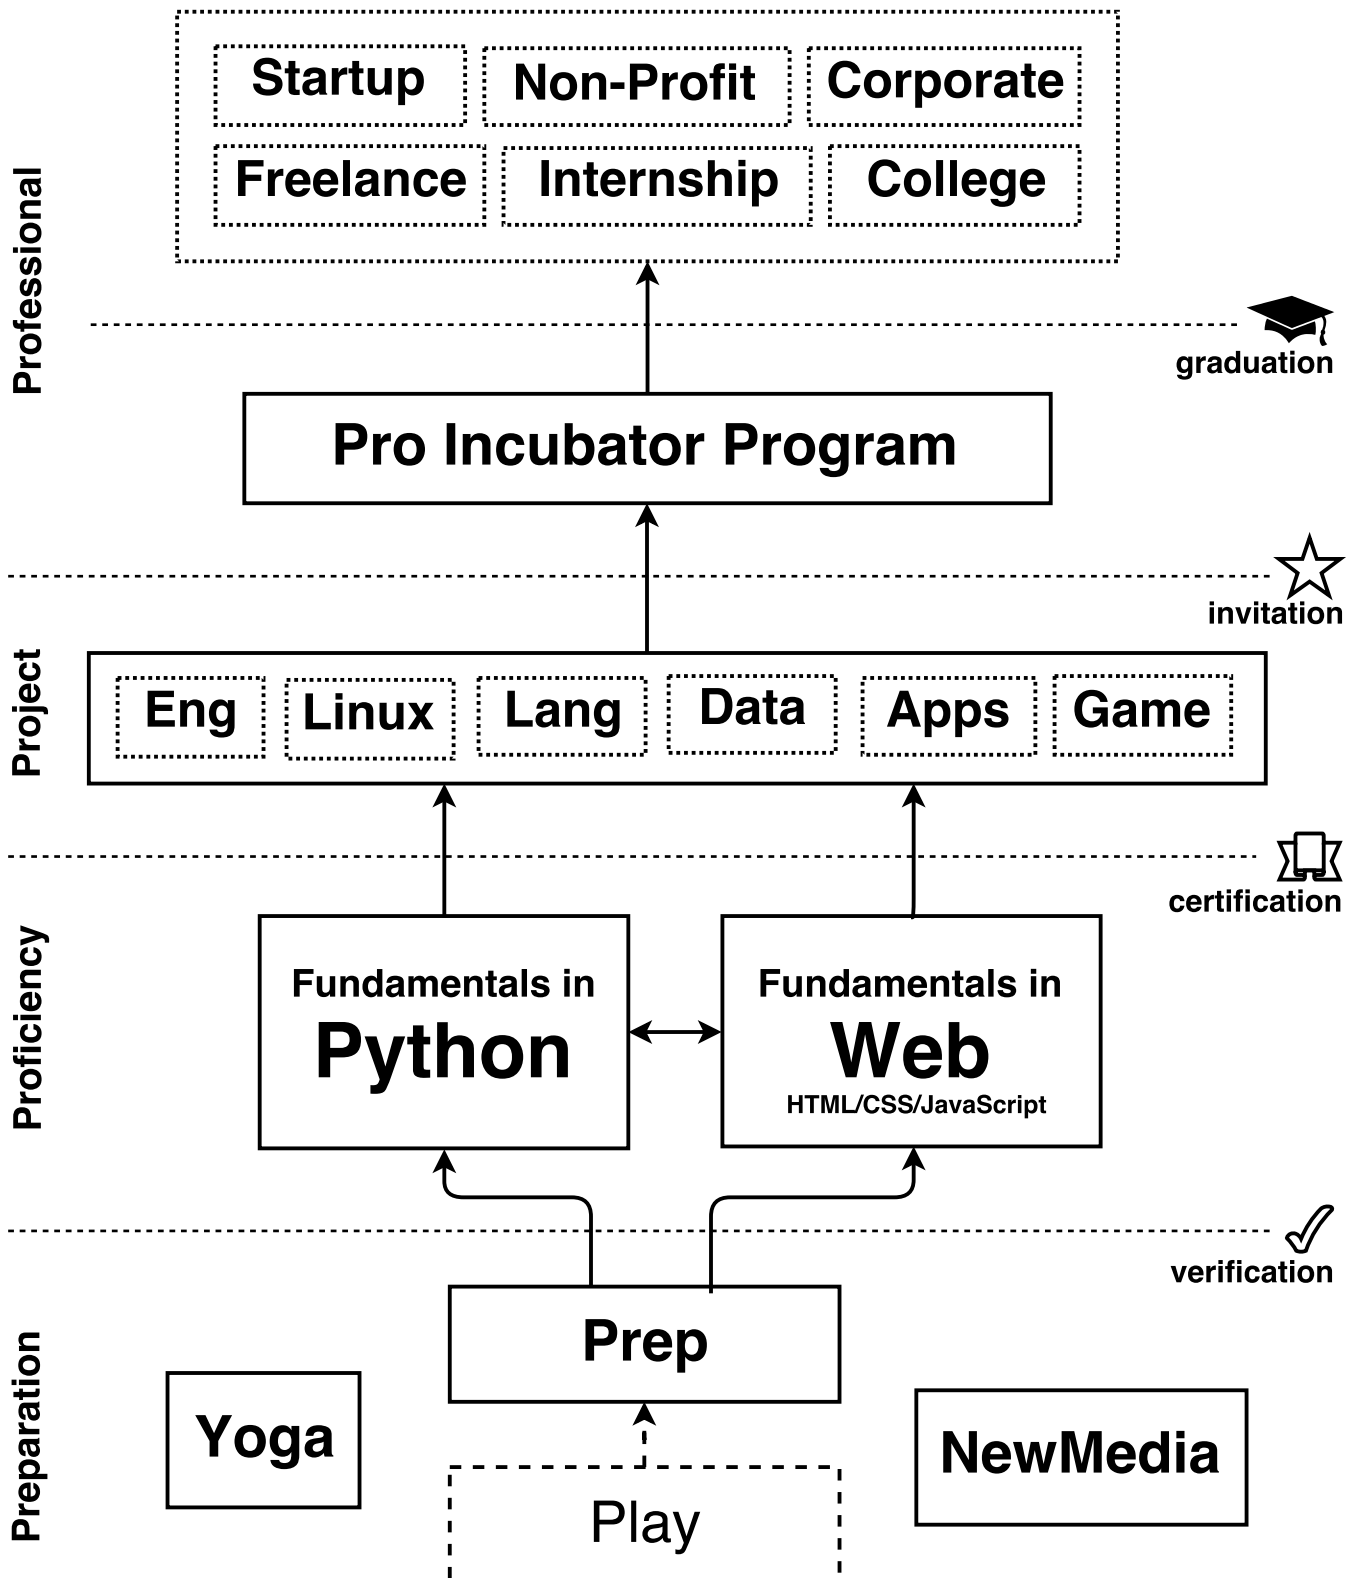 Startup
Non-Profit
Corporate
Freelance
Internship
College
Professional
graduation
Pro Incubator Program
invitation
Project
Eng
Linux
Lang
Data
Apps
Game
certification
Proficiency
Fundamentals in
Python
Fundamentals in
Web
HTML/CSS/JavaScript
verification
Preparation
Prep
Yoga
NewMedia
Play